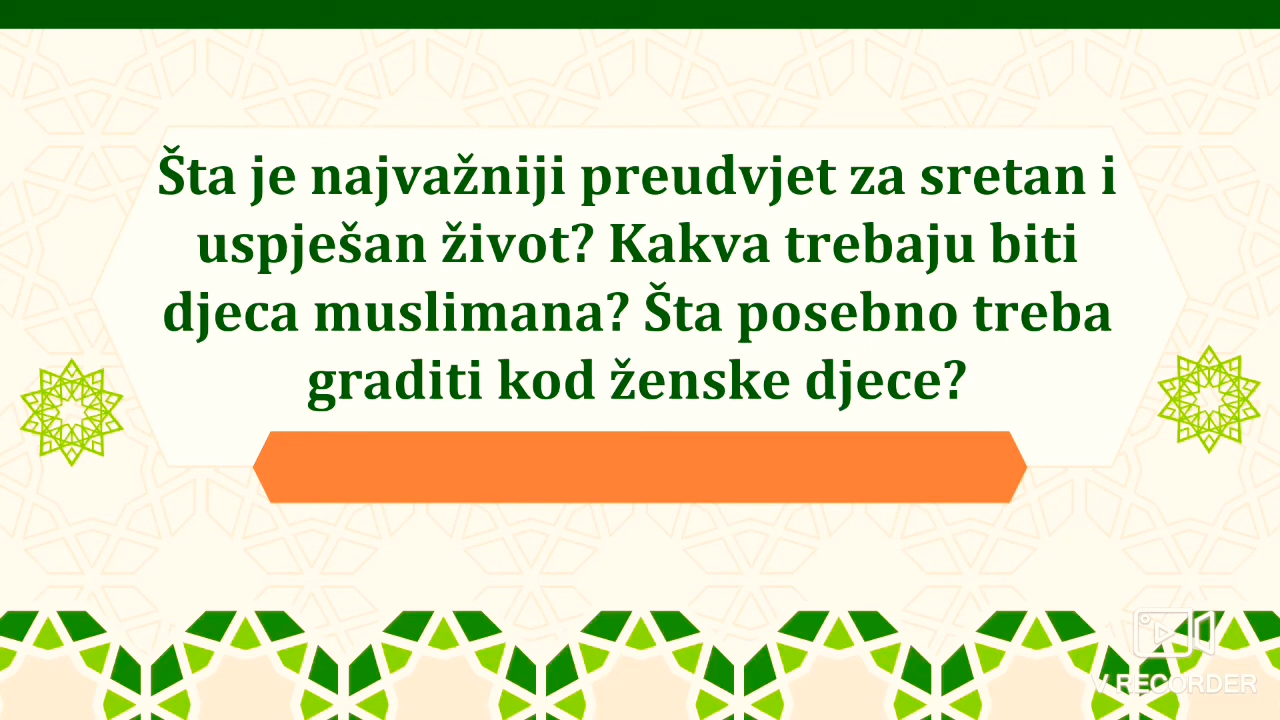 Šta je najvažniji preudvjet za sretan i
uspješan život? Kakva trebaju biti
djeca muslimana? Šta posebno treba
graditi kod ženske djece?
V RECORDER